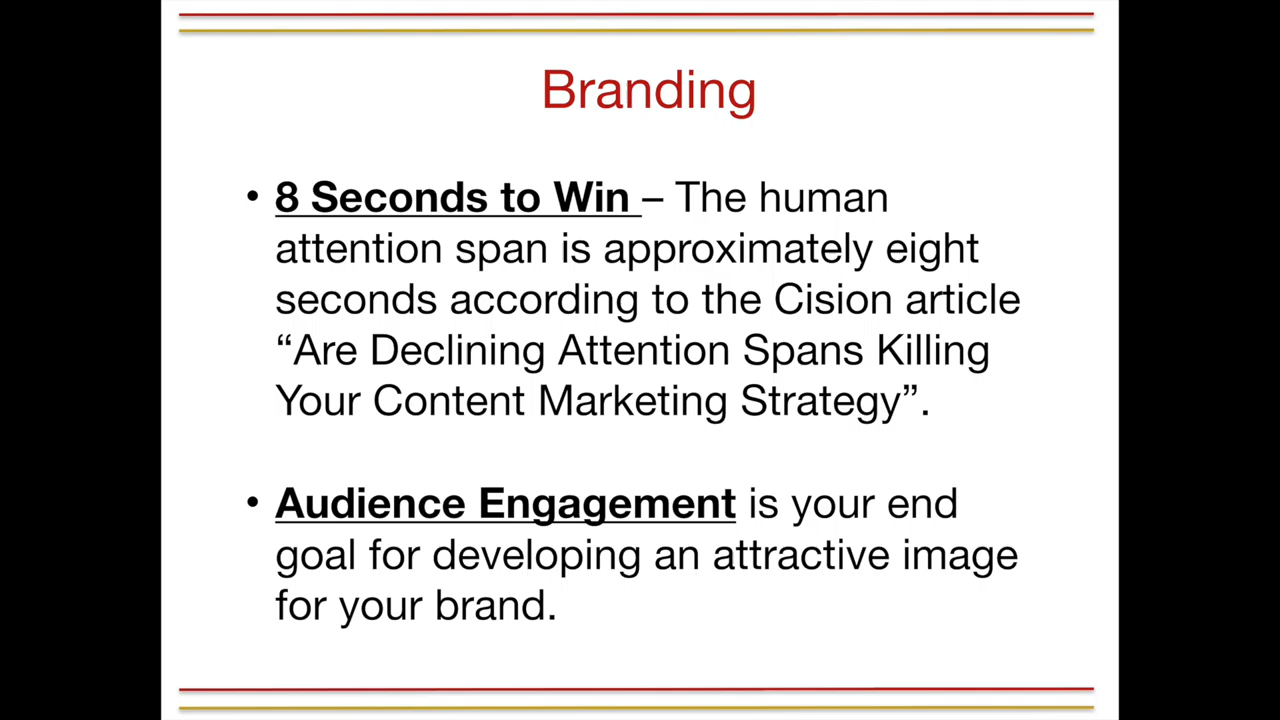 Branding
• 8 Seconds to Win – The human
attention span is approximately eight
seconds according to the Cision article
“Are Declining Attention Spans Killing
Your Content Marketing Strategy”.
• Audience Engagement is your end
goal for developing an attractive image
for your brand.